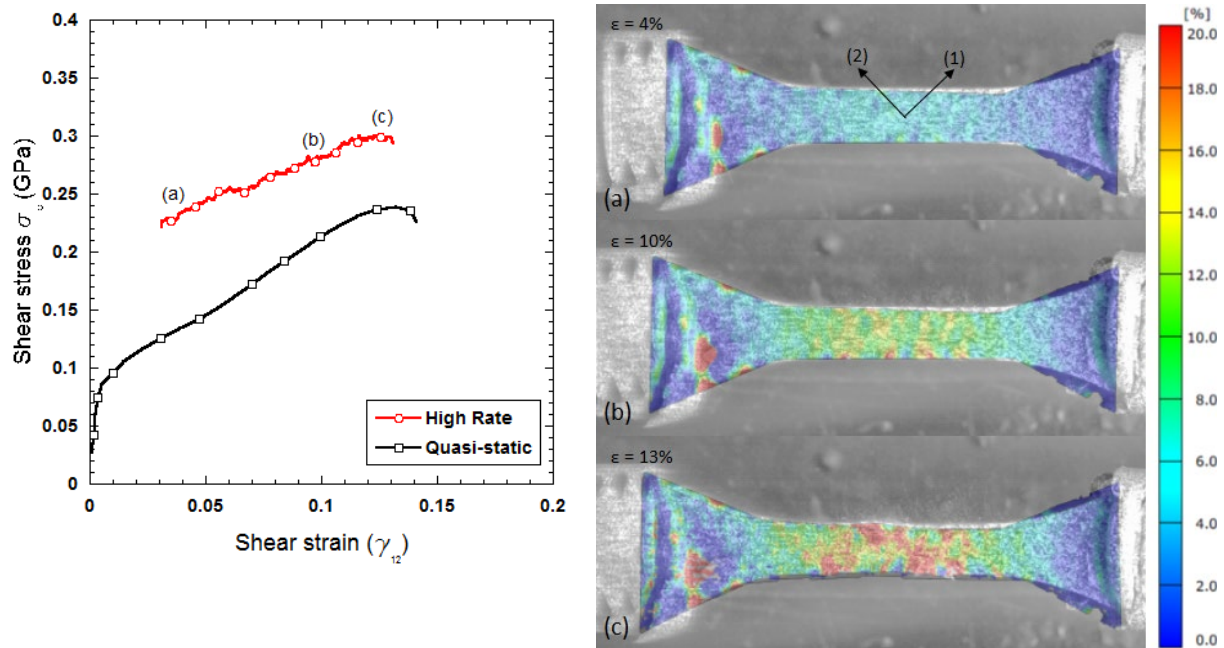 0.4
0.35
0.3
0.25
0.2
0.15
0.1
0.05
0
Shear stress σ (GPa)
(a)
(b)
(c)
High Rate
Quasi-static
0
0.05
0.1
0.15
0.2
Shear strain (γ12)
ε = 4%
(2)
(1)
(a)
ε = 10%
(b)
ε = 13%
(c)
[%]
20.0
18.0
16.0
14.0
12.0
10.0
8.0
6.0
4.0
2.0
0.0